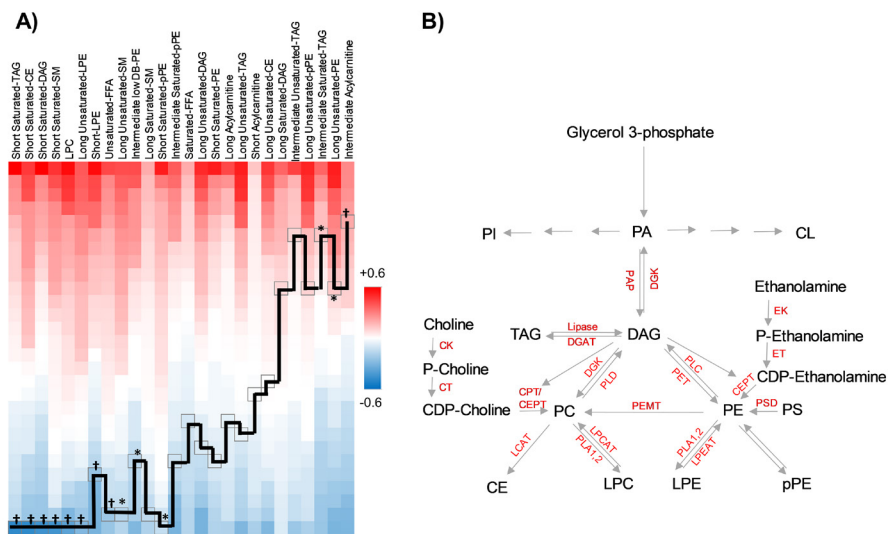 A)
B)
Short Saturated-TAG
Short Saturated-CE
Short Saturated-DAG
Short Saturated-SM
LPC
Long Unsaturated-LPE
Short-LPE
Unsaturated-FFA
Long Unsaturated-SM
Intermediate low DB-PE
Long Saturated-SM
Short Saturated-pPE
Intermediate Saturated-pPE
Saturated-FFA
Long Unsaturated-DAG
Short Saturated-PE
Long Acylcarnitine
Long Unsaturated-TAG
Short Acylcarnitine
Long Unsaturated-CE
Long Saturated-DAG
Intermediate Unsaturated-TAG
Long Unsaturated-pPE
Intermediate Saturated-TAG
Long Unsaturated-PE
Intermediate Acylcarnitine
† * *
† *
† † † † † † † * *
+0.6
-0.6
Glycerol 3-phosphate
PI PA CL
PAP DGK
Ethanolamine
EK
P-Ethanolamine
ET
CDP-Ethanolamine
CEPT
Choline
CK
P-Choline
CT
CDP-Choline
TAG Lipase DAG
DGAT
CPT/
CEPT
DGK PLD
PLC PET
PC PEMT PE PSD PS
LCAT LPCAT PLA1,2
PLA1,2 LPEAT
CE LPC LPE pPE